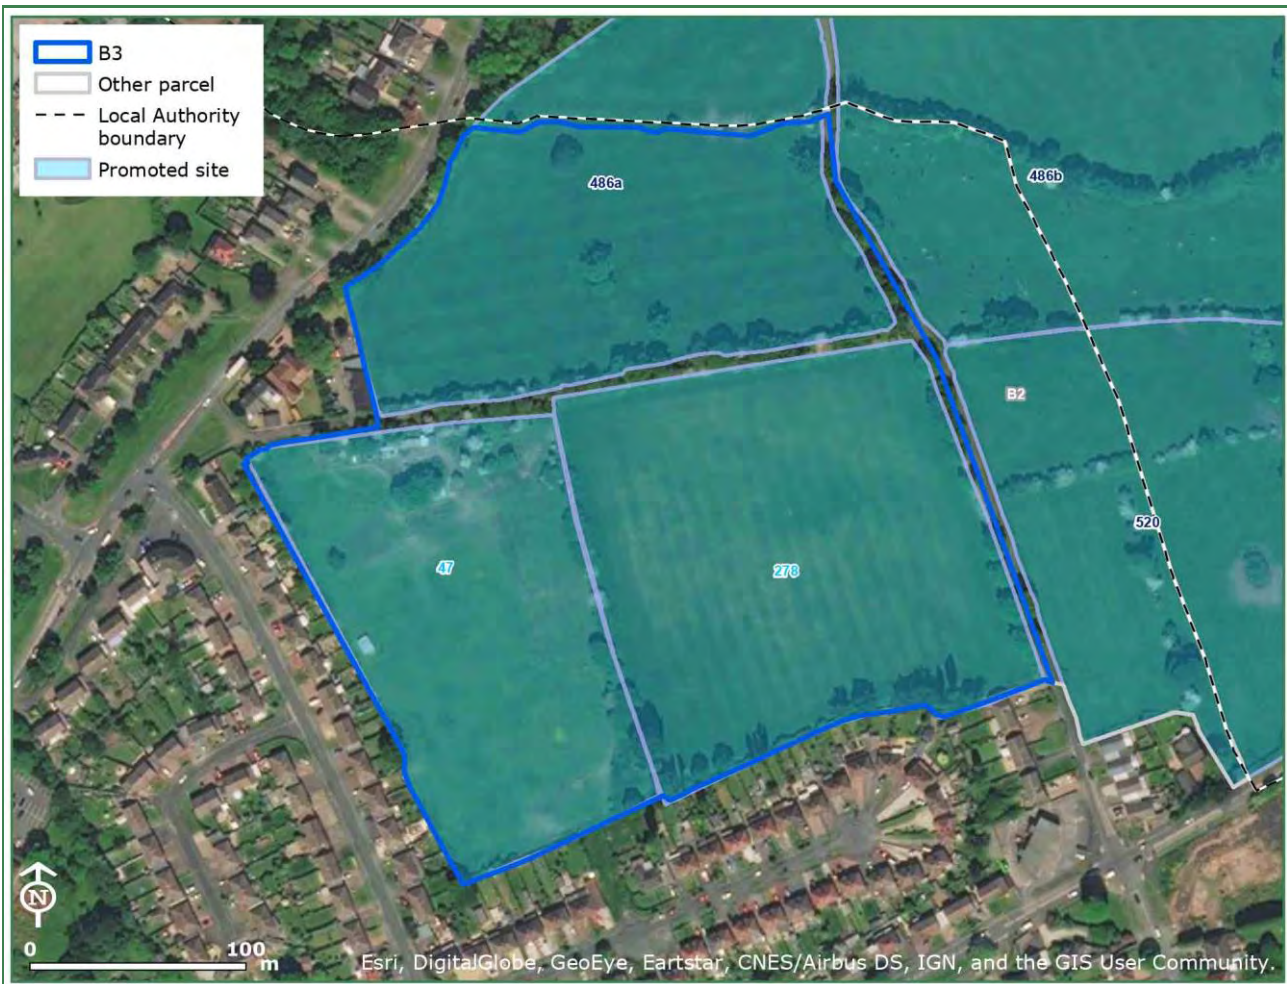 B3
Other parcel
Local Authority
boundary
Promoted site
486a
486b
B2
520
47
278
N
0 100
m
Esri, DigitalGlobe, GeoEye, Eartstar, CNES/Airbus DS, IGN, and the GIS User Community.